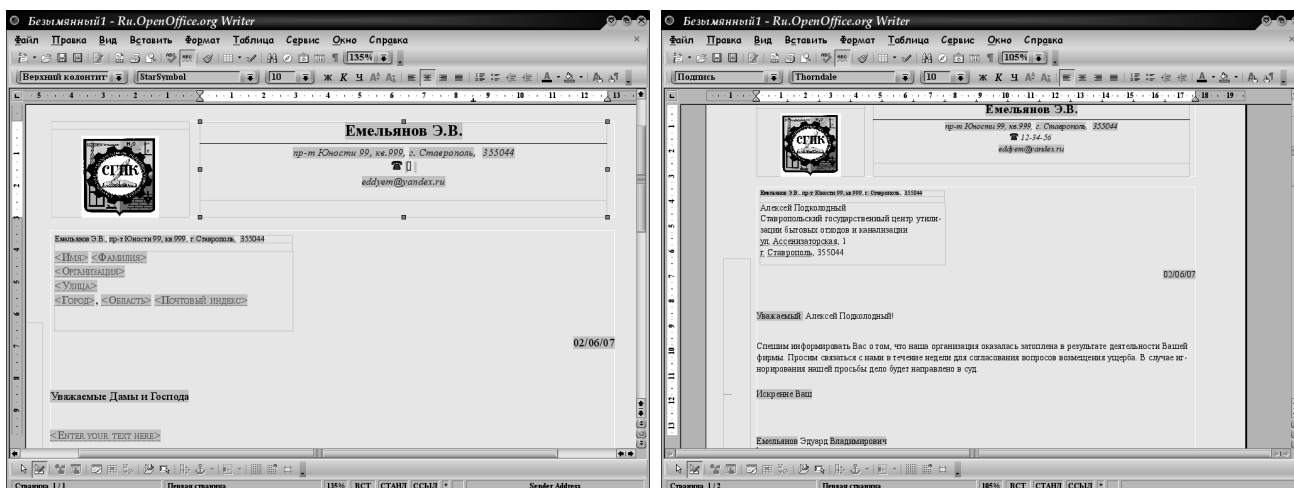 Безымянный1 - Ru.OpenOffice.org Writer
Файл Правка Вид Вставить Формат Таблица Сервис Окно Справка
135%
Верхний колонтит StarSymbol 10 Ж К Ч
Емельянов Э.В.
пр-т Юности 99, кв.999, г. Ставрополь, 355044
eddyem@yandex.ru
СГПК
Емельянов Э.В., пр-т Юности 99, кв.999, г. Ставрополь, 355044
<Имя> <Фамилия>
<Организация>
<Улица>
<Город>, <Область> <Почтовый индекс>
02/06/07
Уважаемые Дамы и Господа
<Enter your text here>
Страница 1/1 Первая страница 135% ВСТ СТАНД ССЫЛ * Sender Address
Безымянный1 - Ru.OpenOffice.org Writer
Файл Правка Вид Вставить Формат Таблица Сервис Окно Справка
105%
Подпись Thorndale 10 Ж К Ч
Емельянов Э.В.
пр-т Юности 99, кв.999, г. Ставрополь, 355044
☎ 12-34-56
eddyem@yandex.ru
СГПК
Емельянов Э.В., пр-т Юности 99, кв.999, г. Ставрополь, 355044
Алексей Подколодный
Ставропольский государственный центр утили-
зации бытовых отходов и канализации
ул. Ассенизаторская, 1
г. Ставрополь, 355044
02/06/07
Уважаемый Алексей Подколодный!
Спешим информировать Вас о том, что наша организация оказалась затоплена в результате деятельности Вашей
фирмы. Просим связаться с нами в течение недели для согласования вопросов возмещения ущерба. В случае иг-
норирования нашей просьбы дело будет направлено в суд.
Искренне Ваш
Емельянов Эдуард Владимирович
Страница 1/2 Первая страница 105% ВСТ СТАНД ССЫЛ *